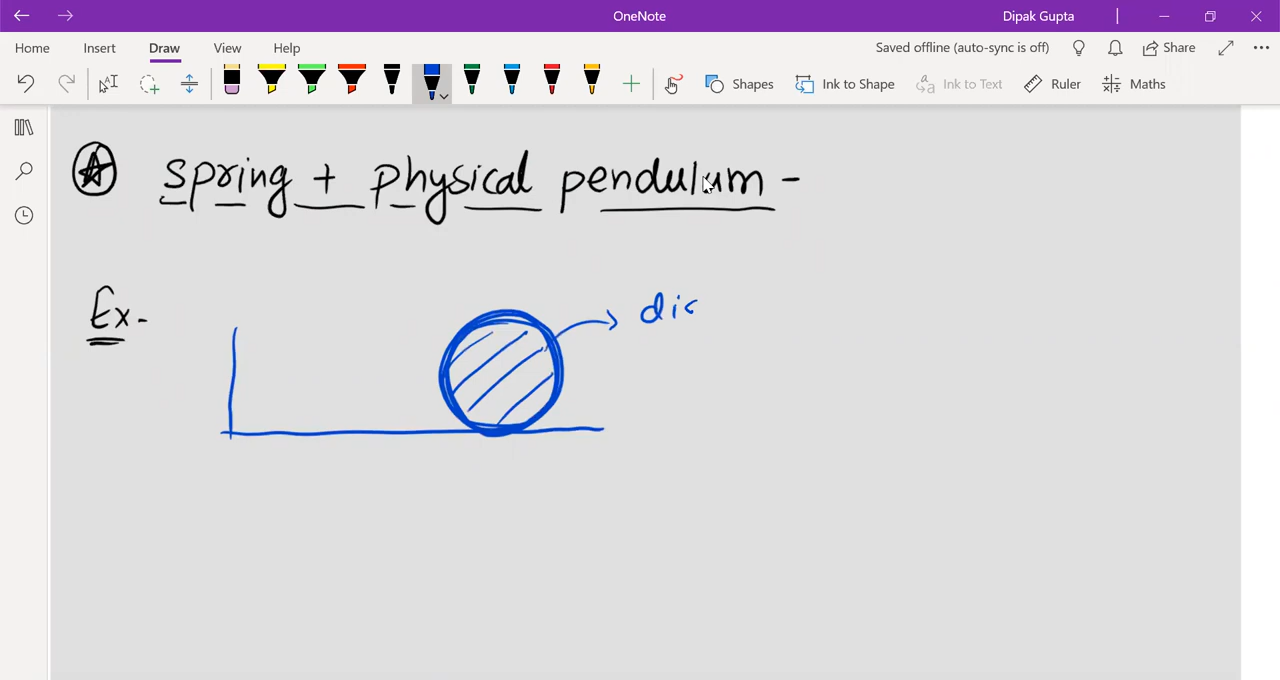 OneNote
Dipak Gupta
Home Insert Draw View Help
Saved offline (auto-sync is off)
Share
Shapes
Ink to Shape
Ink to Text
Ruler
Maths
Spring + physical pendulum -
Ex-
dis